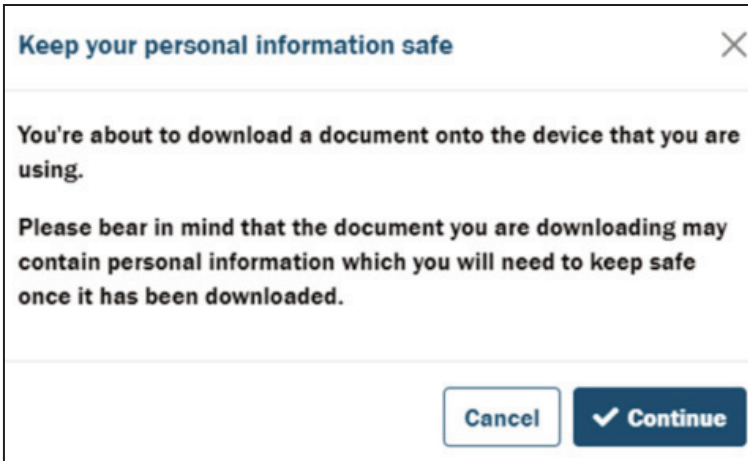 Keep your personal information safe
You're about to download a document onto the device that you are
using.
Please bear in mind that the document you are downloading may
contain personal information which you will need to keep safe
once it has been downloaded.
Cancel
Continue